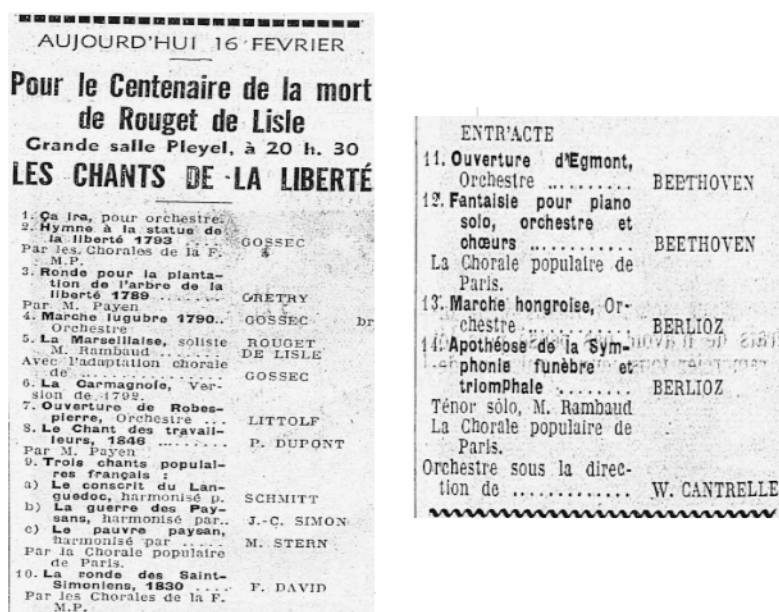 AUJOURD'HUI 16 FEVRIER
Pour le Centenaire de la mort
de Rouget de Lisle
Grande salle Pleyel, à 20 h. 30
LES CHANTS DE LA LIBERTÉ
1. Ça ira, pour orchestre.
2. Hymne à la statue de
la liberté 1793 .... GOSSEC
Par les Chorales de la F.
M.P.
3. Ronde pour la planta-
tion de l'arbre de la
liberté 1789 ........ GRETRY
Par M. Payen
4. Marche lugubre 1790.. GOSSEC br
Orchestre
5. La Marseillaise, soliste ROUGET
M. Rambaud ........ DE LISLE
Avec l'adaptation chorale
de .................... GOSSEC
6. La Carmagnole, Ver-
sion de 1792.
7. Ouverture de Robes-
pierre, Orchestre ... LITTOLF
8. Le Chant des travail-
leurs, 1846 ......... P. DUPONT
Par M. Payen
9. Trois chants populai-
res français :
a) Le conscrit du Lan-
guedoc, harmonisé p. SCHMITT
b) La guerre des Pay-
sans, harmonisé par.. J.-C. SIMON
c) Le pauvre paysan,
harmonisé par ..... M. STERN
Par la Chorale populaire
de Paris.
10. La ronde des Saint-
Simoniens, 1830 .... F. DAVID
Par les Chorales de la F.
M.P.
ENTR'ACTE
11. Ouverture d'Egmont,
Orchestre .......... BEETHOVEN
12. Fantaisie pour piano
solo, orchestre et
chœurs ............ BEETHOVEN
La Chorale populaire de
Paris.
13. Marche hongroise, Or-
chestre ............ BERLIOZ
14. Apothéose de la Sym-
phonie funèbre et
triomphale ........ BERLIOZ
Ténor sólo, M. Rambaud
La Chorale populaire de
Paris.
Orchestre sous la direc-
tion de ............. W. CANTRELLE